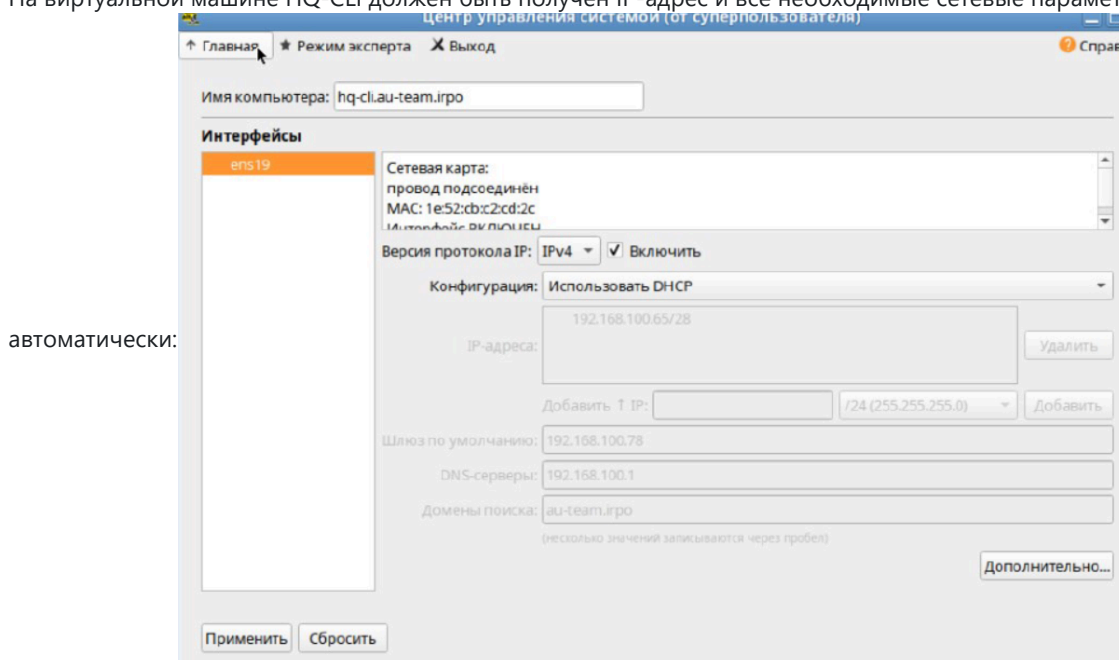 На виртуальной машине HQ-CLI должен быть получен IP-адрес и все необходимые сетевые
Центр управления системой (от суперпользователя)
↑ Главная ★ Режим эксперта X Выход
Имя компьютера: hq-cli.au-team.irpo
Интерфейсы
ens19
Сетевая карта:
провод подсоединён
MAC: 1e:52:cb:c2:cd:2c
Интерфейс ВКЛЮЧЕН
Версия протокола IP: IPv4 Включить
Конфигурация: Использовать DHCP
192.168.100.65/28
автоматически:
IP-адреса: Удалить
Добавить ↑ IP: /24 (255.255.255.0) Добавить
Шлюз по умолчанию: 192.168.100.78
DNS-серверы: 192.168.100.1
Домены поиска: au-team.irpo
(несколько значений записываются через пробел)
Дополнительно...
Применить Сбросить